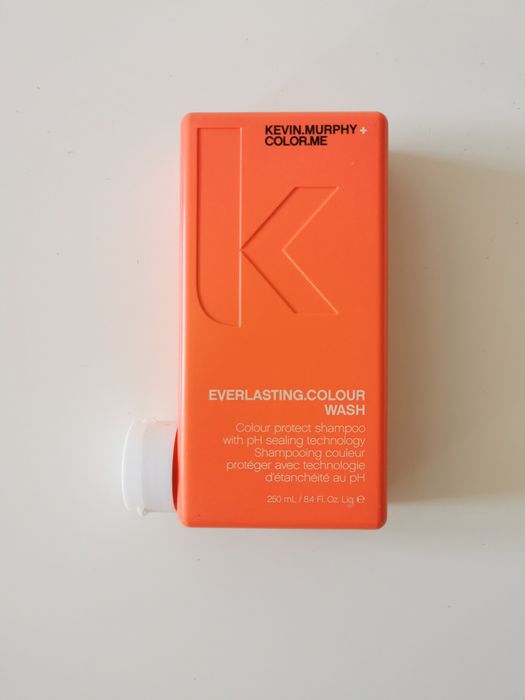 KEVIN.MURPHY +
COLOR.ME
K
EVERLASTING.COLOUR
WASH
Colour protect shampoo
with pH sealing technology
Shampooing couleur
protéger avec technologie
d'étanchéité au pH
250 mL / 8.4 Fl. Oz. Liq. ℮